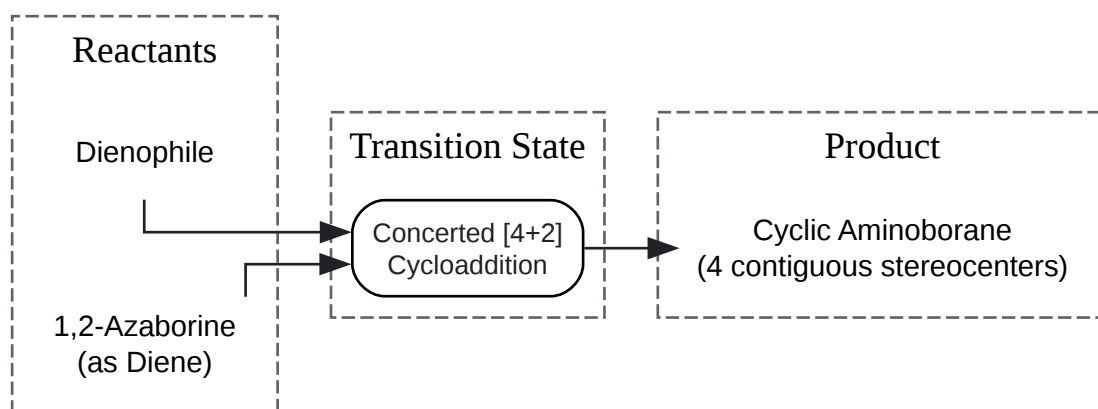 Reactants
Dienophile
1,2-Azaborine
(as Diene)
Transition State
Concerted [4+2]
Cycloaddition
Product
Cyclic Aminoborane
(4 contiguous stereocenters)